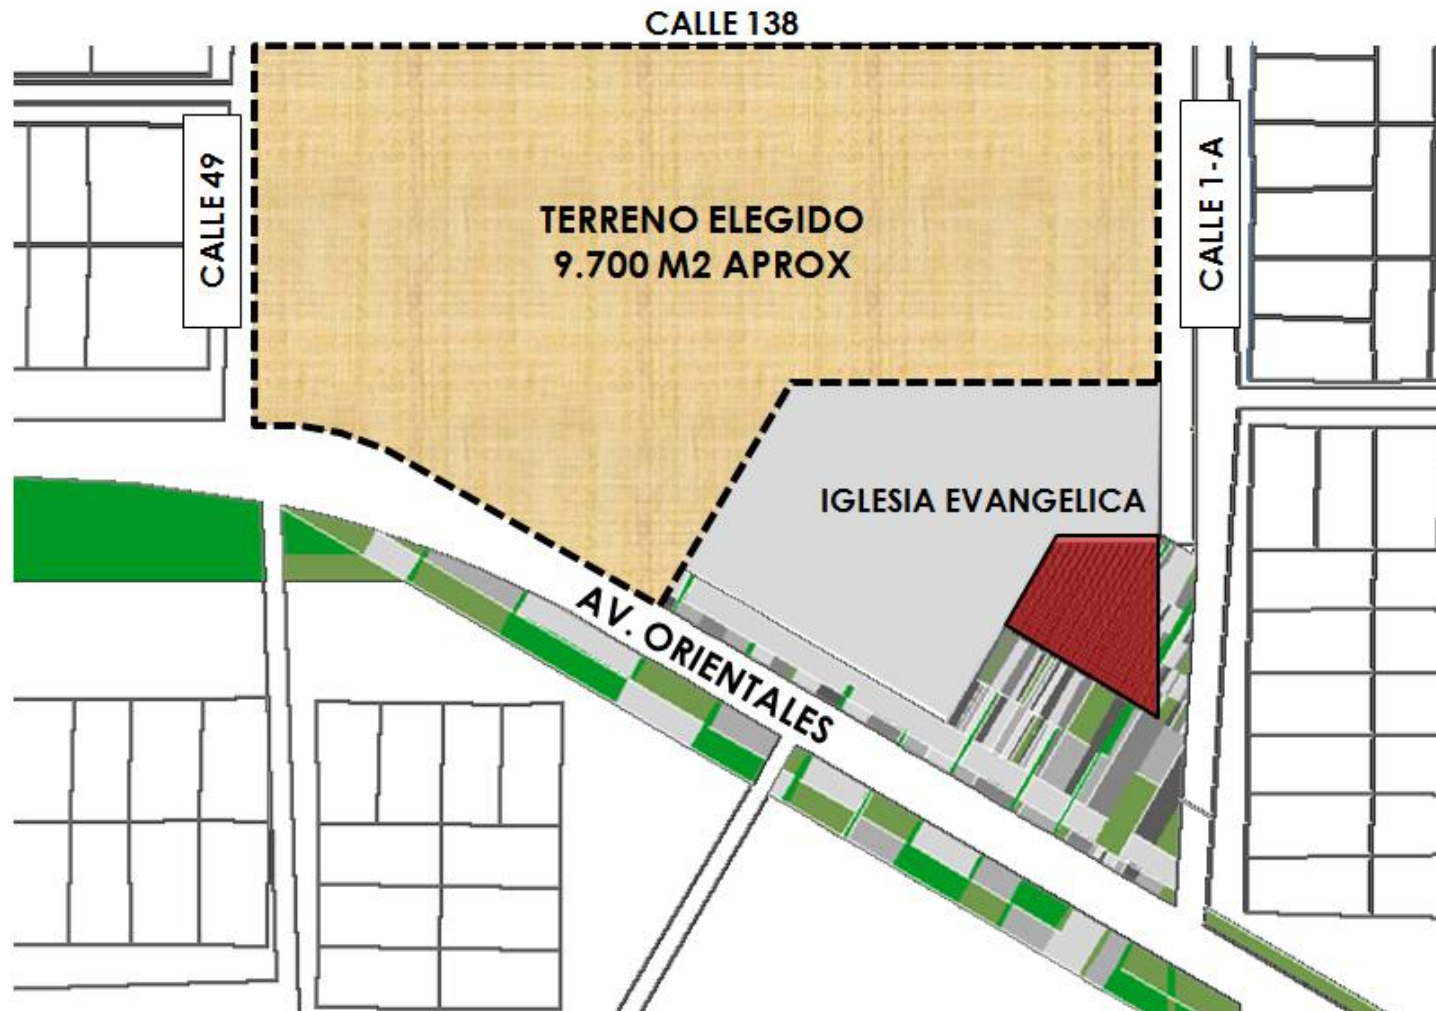 CALLE 138
CALLE 49
TERRENO ELEGIDO
9.700 M2 APROX
CALLE 1-A
IGLESIA EVANGELICA
AV. ORIENTALES